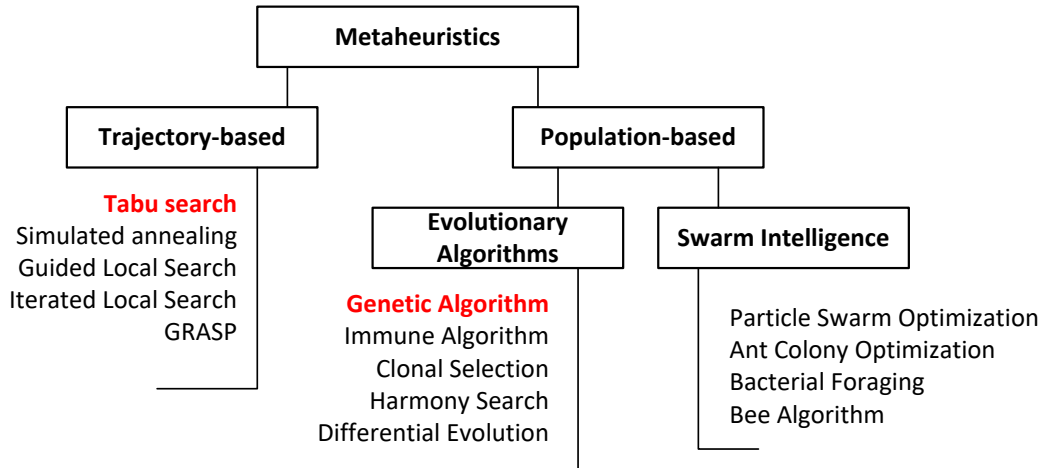 Metaheuristics
Trajectory-based
Population-based
Tabu search
Simulated annealing
Guided Local Search
Iterated Local Search
GRASP
Evolutionary
Algorithms
Swarm Intelligence
Genetic Algorithm
Immune Algorithm
Clonal Selection
Harmony Search
Differential Evolution
Particle Swarm Optimization
Ant Colony Optimization
Bacterial Foraging
Bee Algorithm